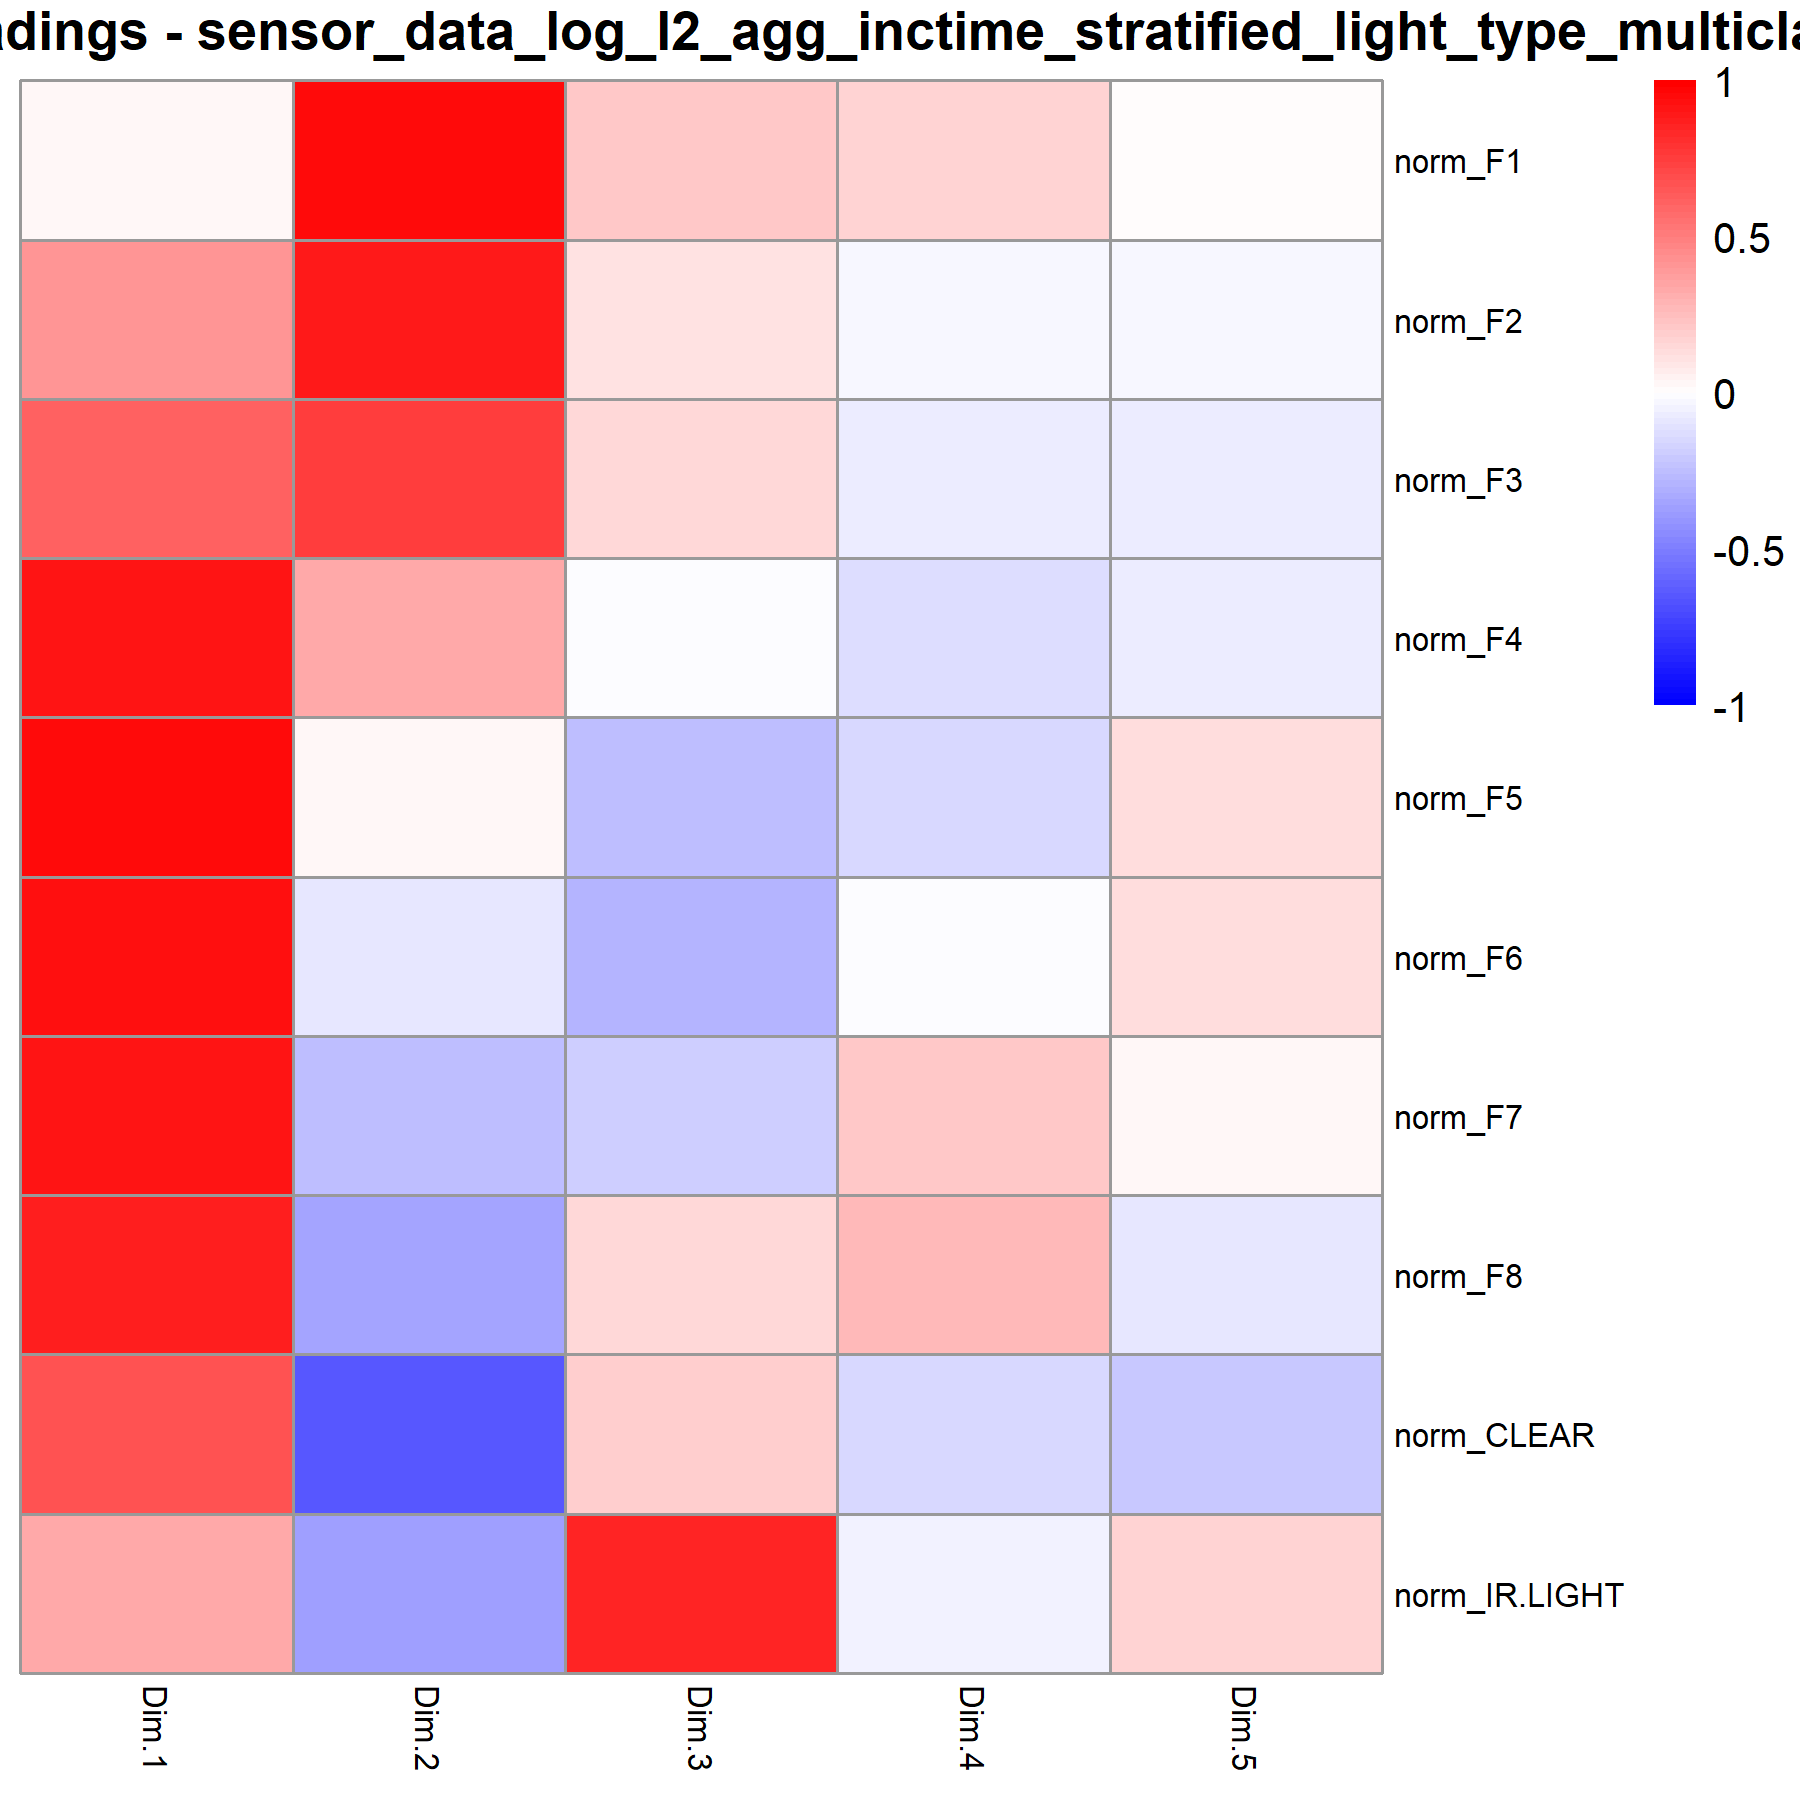 adings - sensor_data_log_l2_agg_inctime_stratified_light_type_multicla
1
0.5
0
-0.5
-1
norm_F1
norm_F2
norm_F3
norm_F4
norm_F5
norm_F6
norm_F7
norm_F8
norm_CLEAR
norm_IR.LIGHT
Dim.1
Dim.2
Dim.3
Dim.4
Dim.5